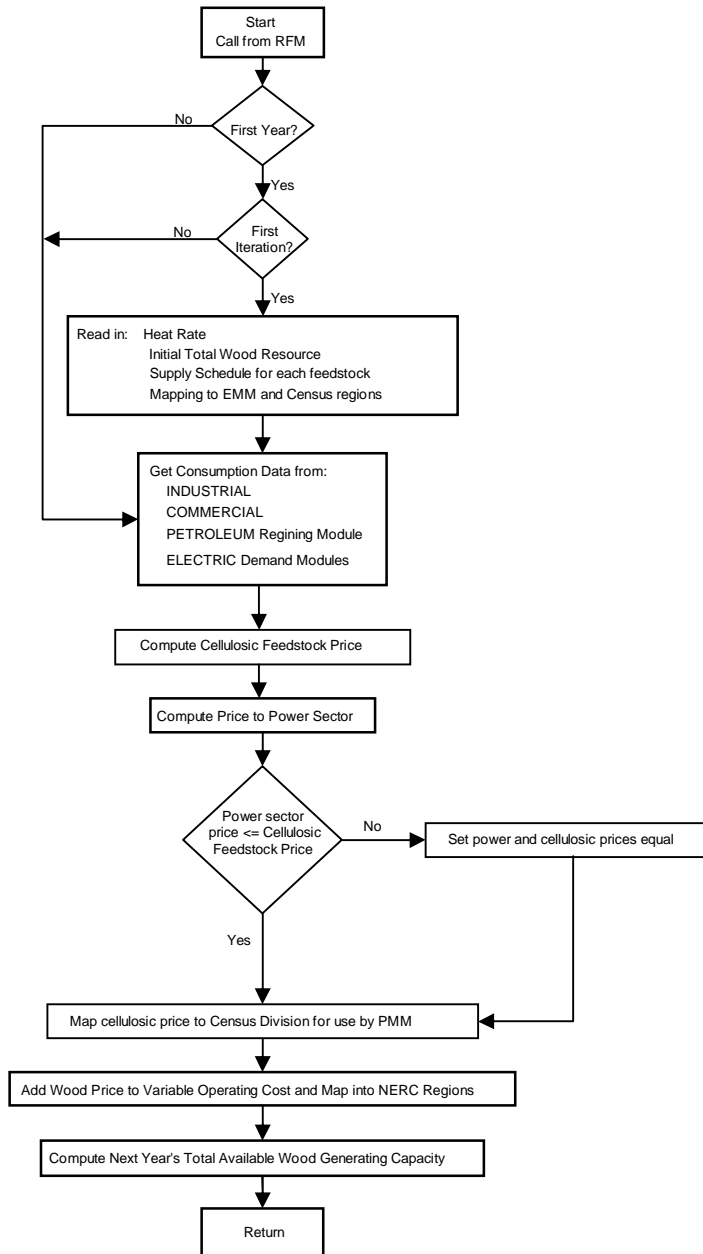 Start
Call from RFM
No
First Year?
Yes
No
First
Iteration?
Yes
Read in: Heat Rate
Initial Total Wood Resource
Supply Schedule for each feedstock
Mapping to EMM and Census regions
Get Consumption Data from:
INDUSTRIAL
COMMERCIAL
PETROLEUM Regining Module
ELECTRIC Demand Modules
Compute Cellulosic Feedstock Price
Compute Price to Power Sector
Power sector
price <= Cellulosic
Feedstock Price
No
Set power and cellulosic prices equal
Yes
Map cellulosic price to Census Division for use by PMM
Add Wood Price to Variable Operating Cost and Map into NERC Regions
Compute Next Year's Total Available Wood Generating Capacity
Return